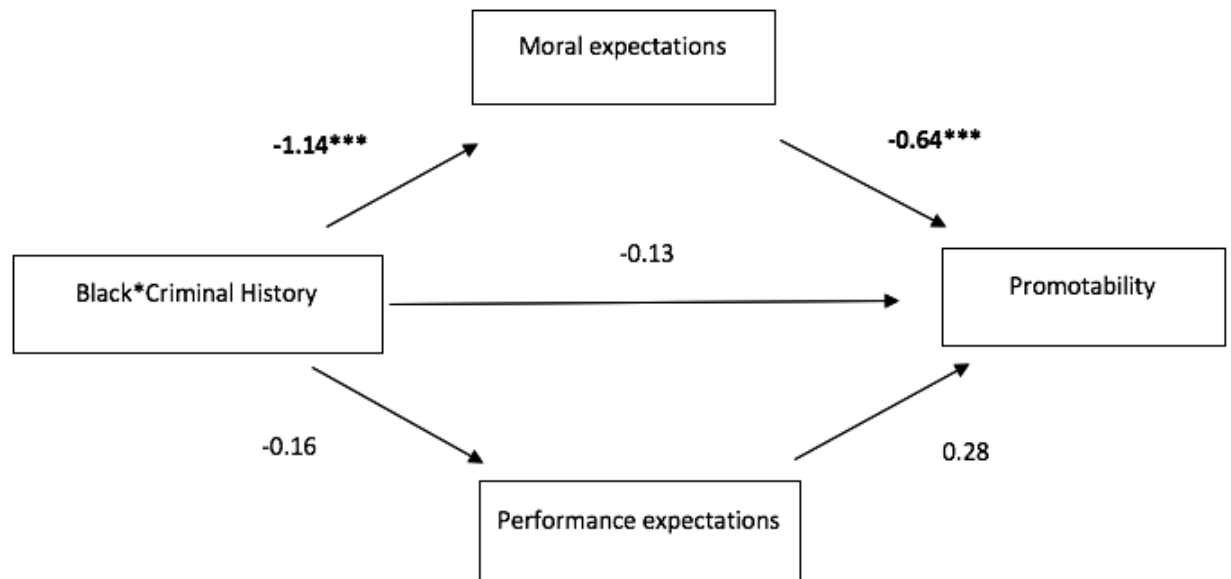 Moral expectations
-1.14***
-0.64***
-0.13
Black*Criminal History
Promotability
-0.16
0.28
Performance expectations